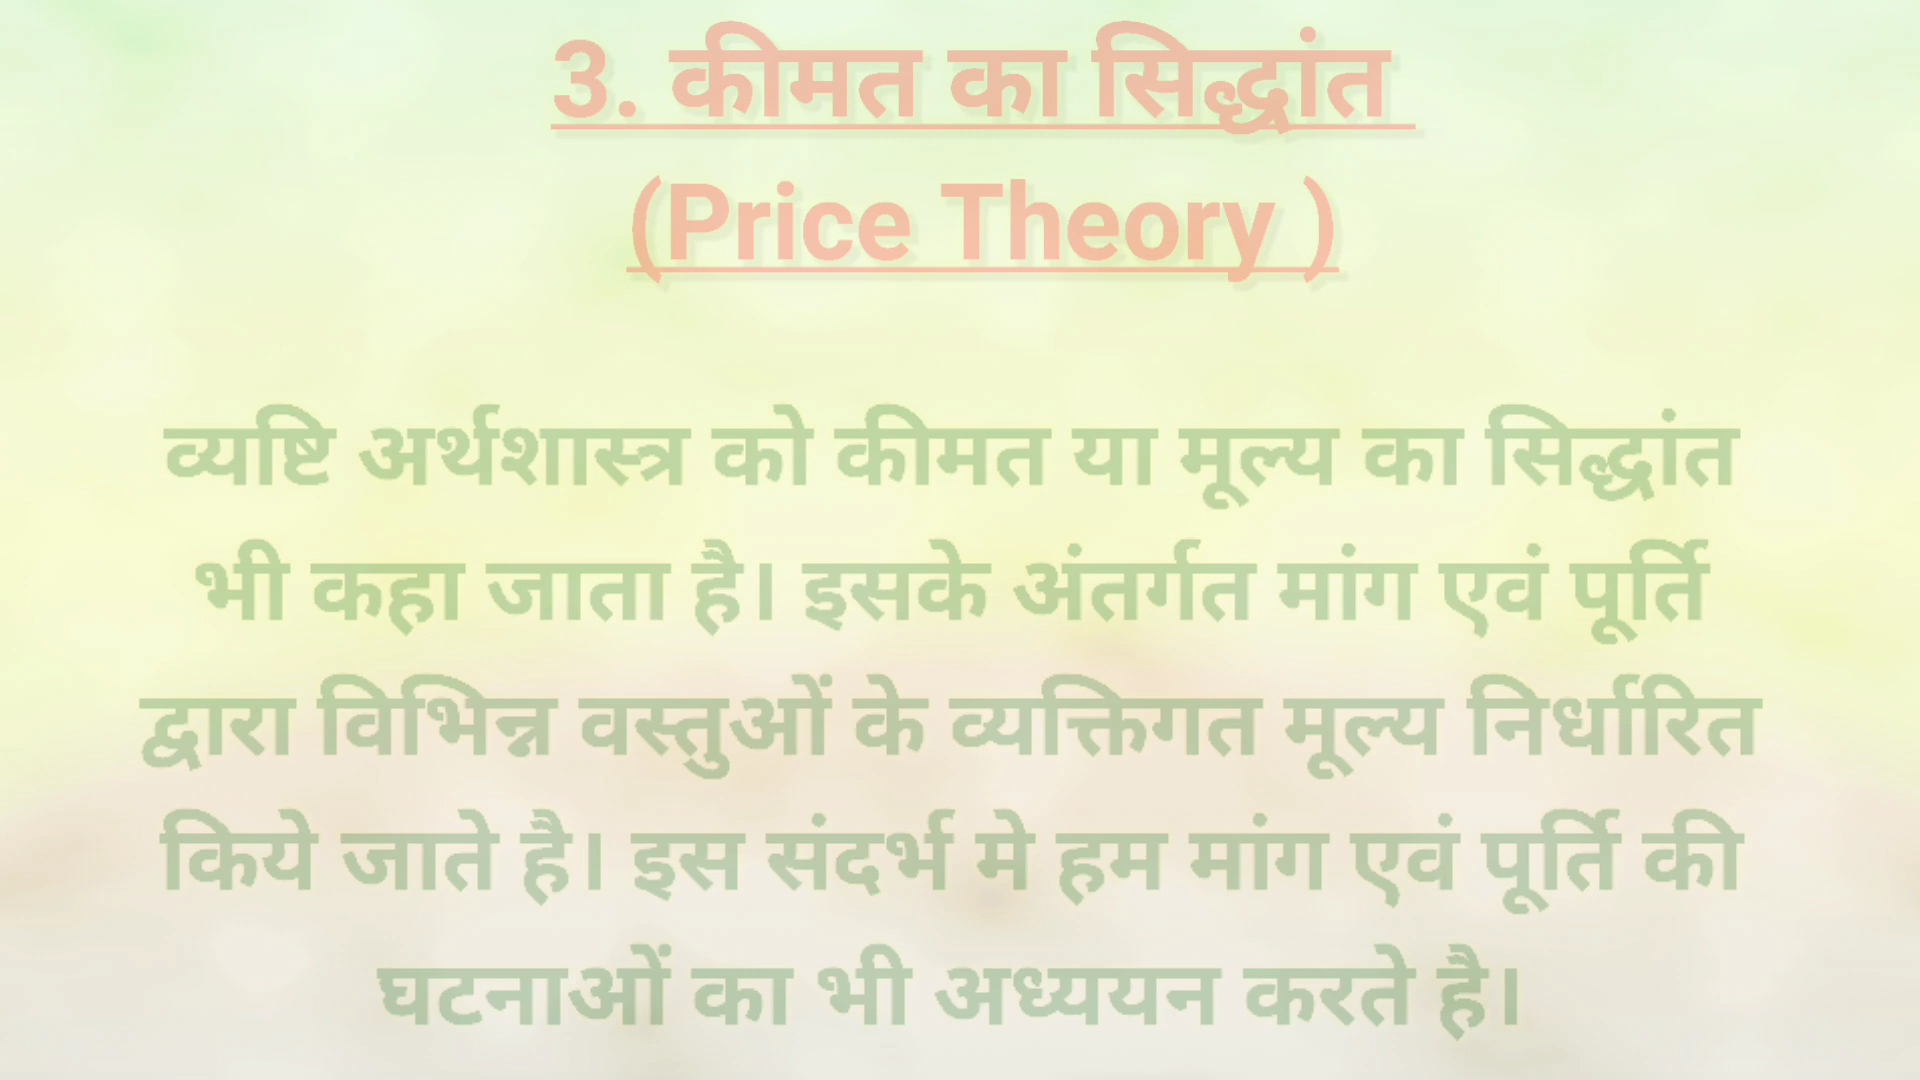 3. कीमत का सिद्धांत
(Price Theory )
व्यष्टि अर्थशास्त्र को कीमत या मूल्य का सिद्धांत
भी कहा जाता है। इसके अंतर्गत मांग एवं पूर्ति
द्वारा विभिन्न वस्तुओं के व्यक्तिगत मूल्य निर्धारित
किये जाते है। इस संदर्भ मे हम मांग एवं पूर्ति की
घटनाओं का भी अध्ययन करते है।